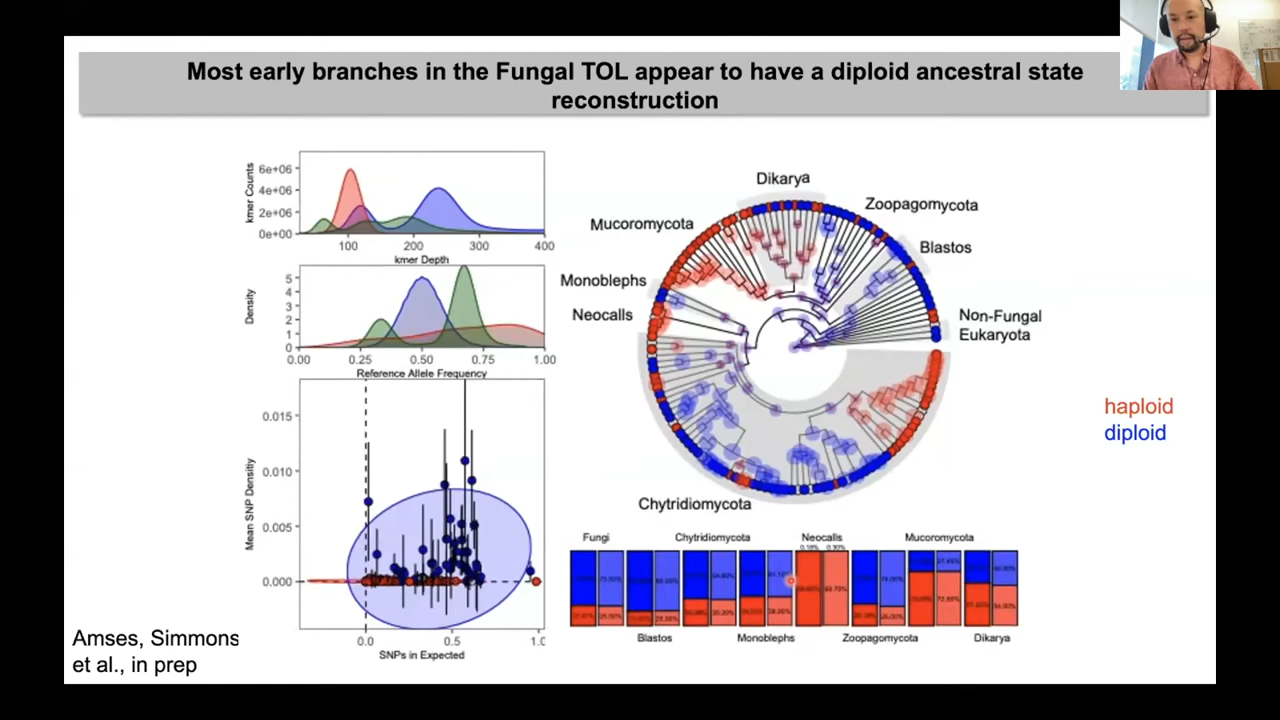 Most early branches in the Fungal TOL appear to have a diploid ancestral state
reconstruction
kmer Counts
6e+06
4e+06
2e+06
0e+00
100 200 300 400
kmer Depth
Density
5
4
3
2
1
0
0.00 0.25 0.50 0.75 1.00
Reference Allele Frequency
Mean SNP Densitiy
0.015
0.010
0.005
0.000
0.0 0.5 1.0
SNPs in Expected
Dikarya
Zoopagomycota
Mucoromycota
Blastos
Monoblephs
Neocalls
Non-Fungal
Eukaryota
Chytridiomycota
haploid
diploid
Fungi Chytridiomycota Neocalls Mucoromycota
Blastos Monoblephs Zoopagomycota Dikarya
Amses, Simmons
et al., in prep